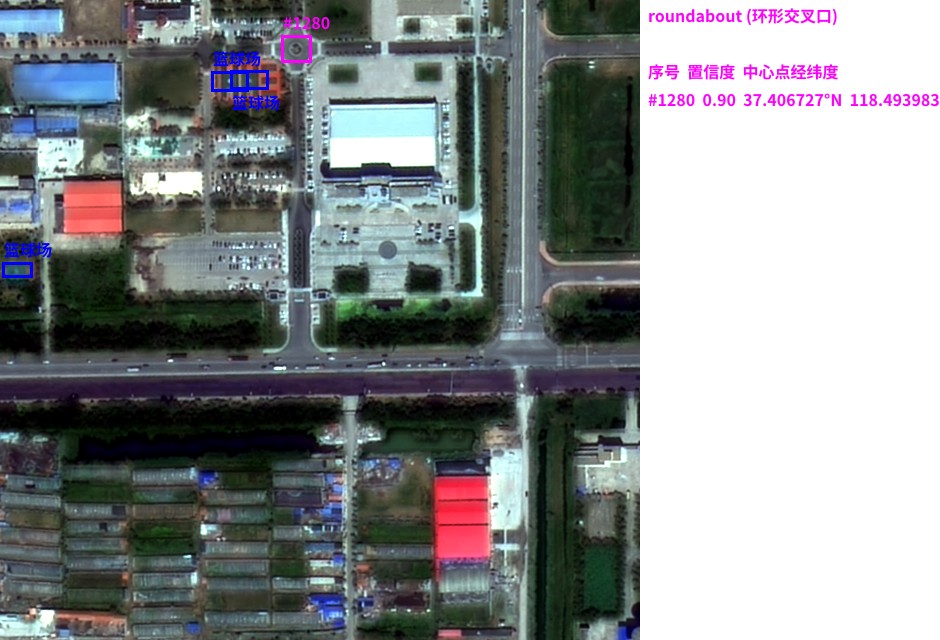 roundabout (环形交叉口)
序号 置信度 中心点经纬度
#1280 0.90 37.406727°N 118.493983
#1280
篮球场
篮球场
篮球场